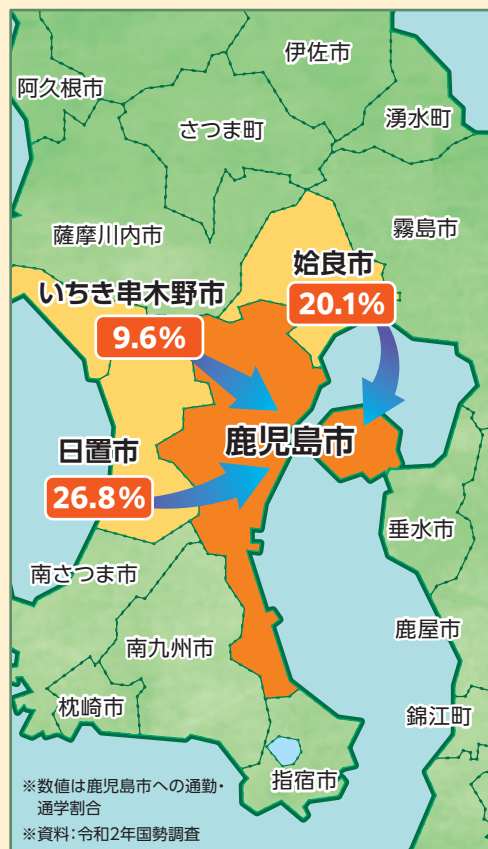 伊佐市
阿久根市
湧水町
さつま町
霧島市
薩摩川内市
姶良市
20.1%
いちき串木野市
9.6%
鹿児島市
日置市
26.8%
垂水市
南さつま市
鹿屋市
南九州市
枕崎市
錦江町
指宿市
※数値は鹿児島市への通勤・
通学割合
※資料:令和2年国勢調査